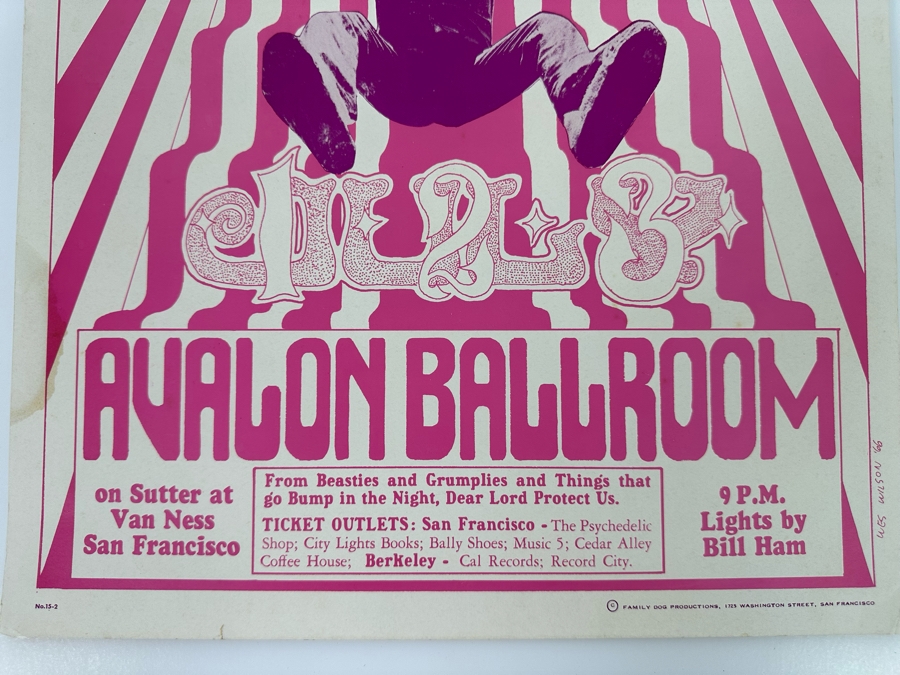 JULY 1 2 3
AVALON BALLROOM
on Sutter at
Van Ness
San Francisco
From Beasties and Grumplies and Things that
go Bump in the Night, Dear Lord Protect Us.
TICKET OUTLETS: San Francisco - The Psychedelic
Shop; City Lights Books; Bally Shoes; Music 5; Cedar Alley
Coffee House; Berkeley - Cal Records; Record City.
9 P.M.
Lights by
Bill Ham
WES WILSON '66
No.15-2
© FAMILY DOG PRODUCTIONS, 1725 WASHINGTON STREET, SAN FRANCISCO